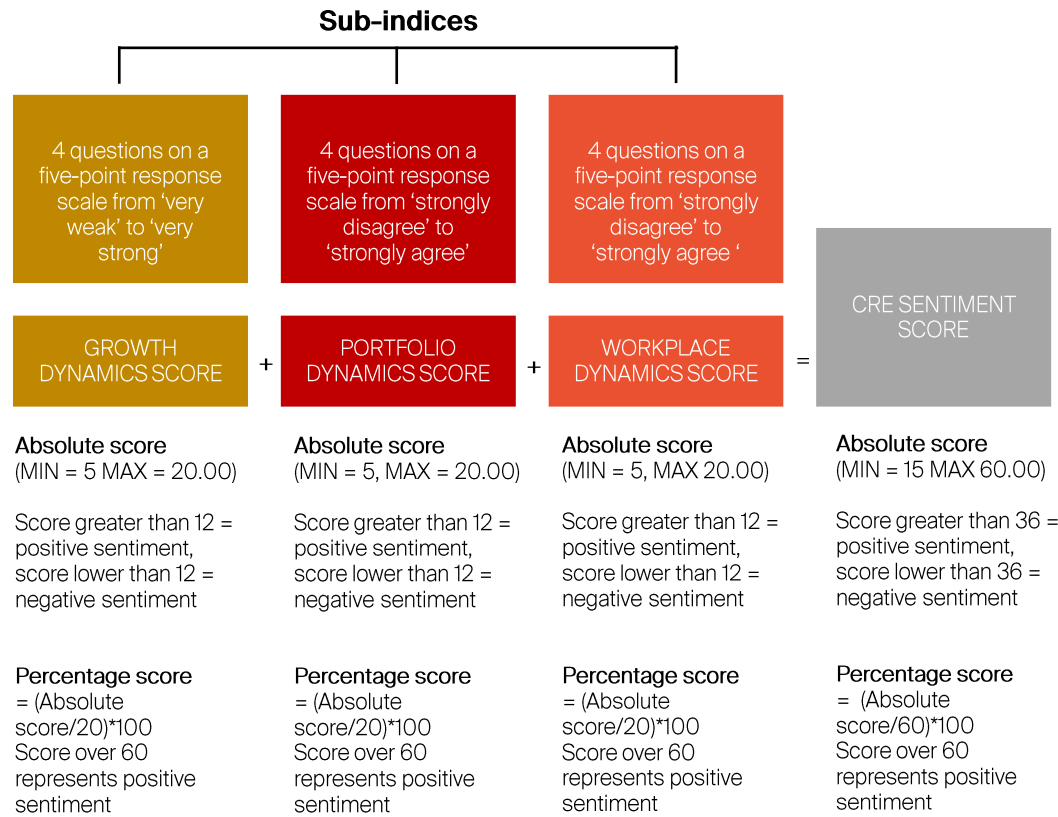 Sub-indices
4 questions on a
five-point response
scale from ‘very
weak’ to ‘very
strong’
4 questions on a
five-point response
scale from ‘strongly
disagree’ to
‘strongly agree’
4 questions on a
five-point response
scale from ‘strongly
disagree’ to
‘strongly agree ‘
GROWTH
DYNAMICS SCORE
+
PORTFOLIO
DYNAMICS SCORE
+
WORKPLACE
DYNAMICS SCORE
=
CRE SENTIMENT
SCORE
Absolute score
(MIN = 5 MAX = 20.00)
Score greater than 12 =
positive sentiment,
score lower than 12 =
negative sentiment
Percentage score
= (Absolute
score/20)*100
Score over 60
represents positive
sentiment
Absolute score
(MIN = 5, MAX = 20.00)
Score greater than 12 =
positive sentiment,
score lower than 12 =
negative sentiment
Percentage score
= (Absolute
score/20)*100
Score over 60
represents positive
sentiment
Absolute score
(MIN = 5, MAX 20.00)
Score greater than 12 =
positive sentiment,
score lower than 12 =
negative sentiment
Percentage score
= (Absolute
score/20)*100
Score over 60
represents positive
sentiment
Absolute score
(MIN = 15 MAX 60.00)
Score greater than 36 =
positive sentiment,
score lower than 36 =
negative sentiment
Percentage score
=  (Absolute
score/60)*100
Score over 60
represents positive
sentiment